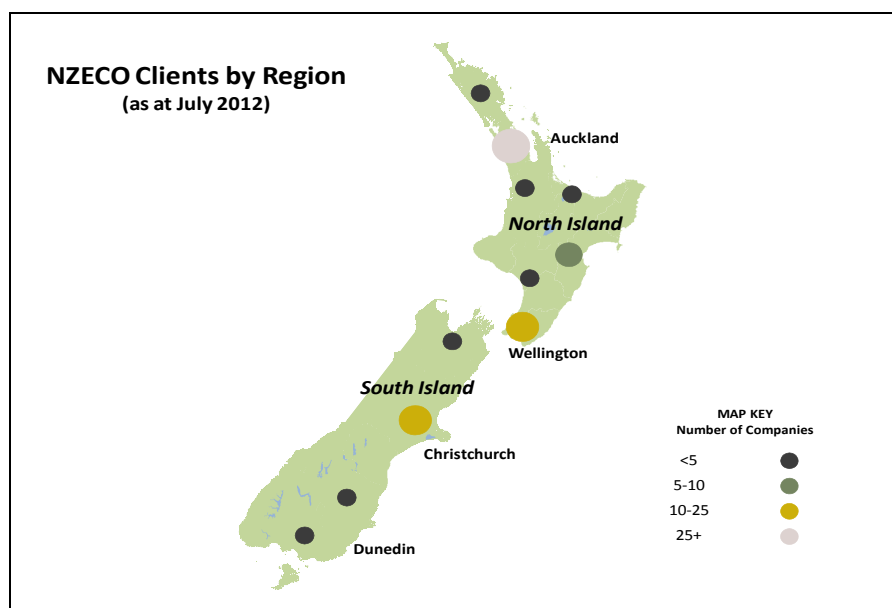 NZECO Clients by Region
(as at July 2012)
Auckland
North Island
Wellington
South Island
Christchurch
Dunedin
MAP KEY
Number of Companies
<5
5-10
10-25
25+